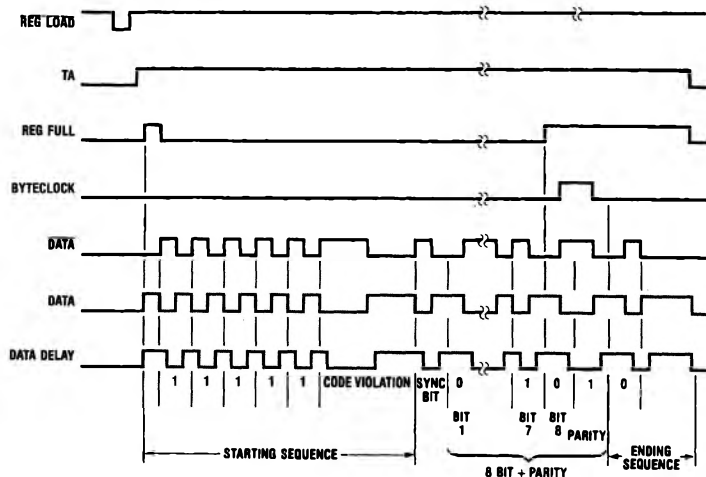 REG LOAD
TA
REG FULL
BYTECLOCK
DATA
DATA
DATA DELAY
1 1 1 1 1 CODE VIOLATION SYNC BIT 0 1 0 1 0
BIT 1 BIT 7 BIT 8 PARITY
STARTING SEQUENCE
ENDING SEQUENCE
8 BIT + PARITY